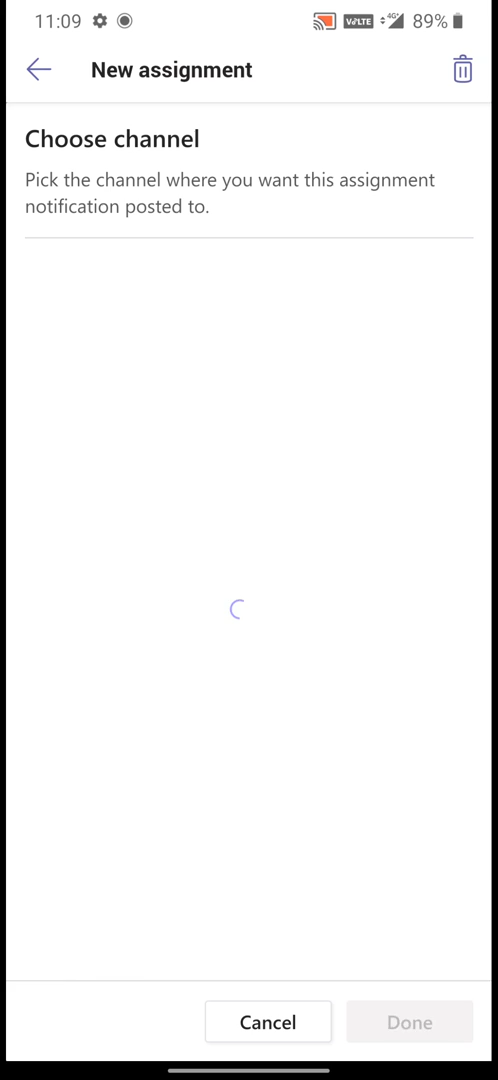 11:09 VoLTE 4G+ 89%
New assignment
Choose channel
Pick the channel where you want this assignment
notification posted to.
Cancel Done